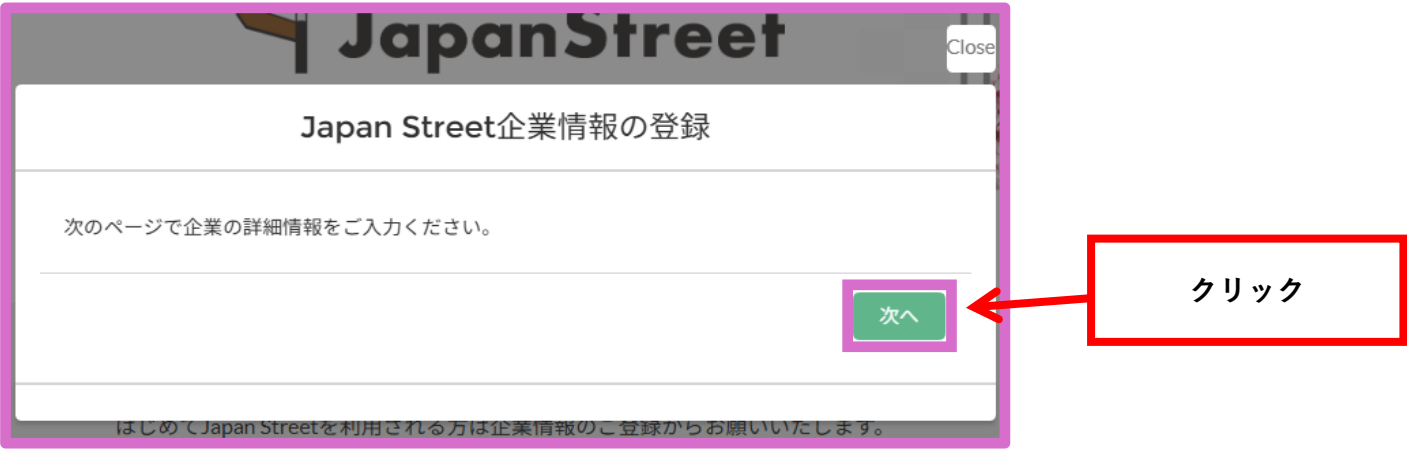 JapanStreet
Close
Japan Street企業情報の登録
次のページで企業の詳細情報をご入力ください。
次へ
クリック
はじめてJapan Streetを利用される方は企業情報のご登録からお願いいたします。